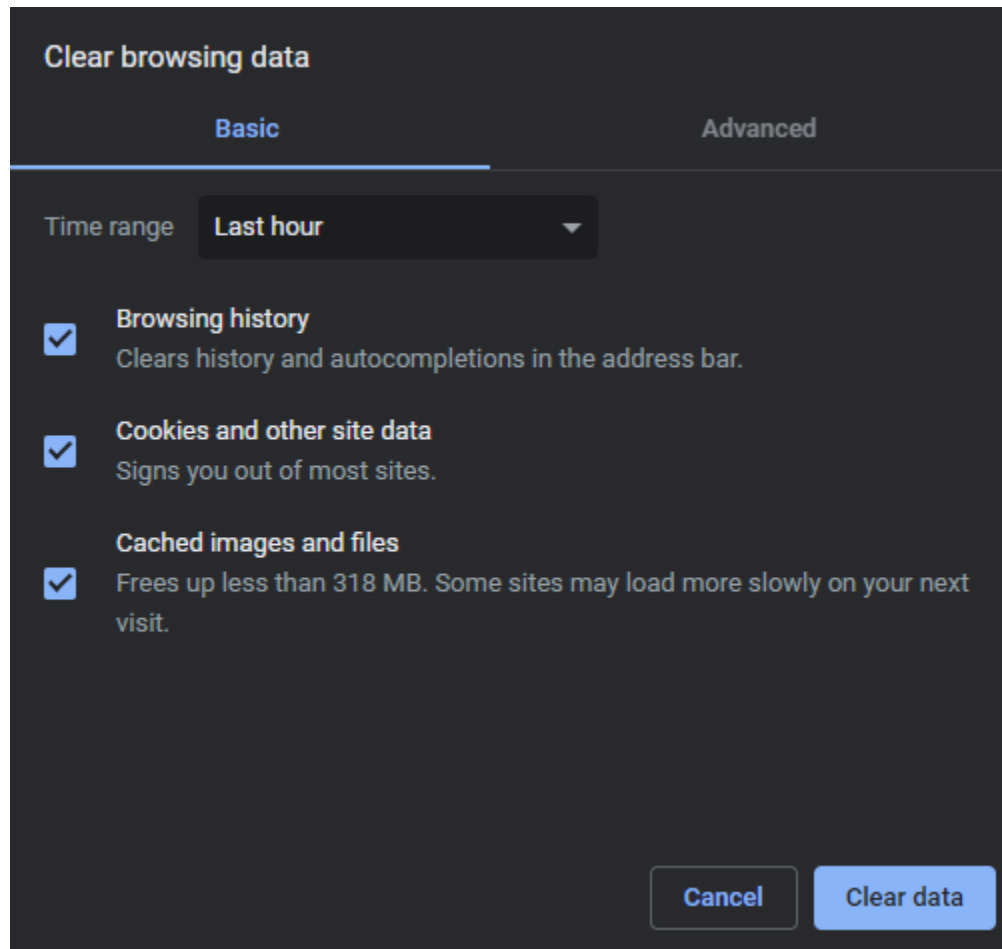 Clear browsing data
Basic
Advanced
Time range
Last hour
Browsing history
Clears history and autocompletions in the address bar.
Cookies and other site data
Signs you out of most sites.
Cached images and files
Frees up less than 318 MB. Some sites may load more slowly on your next
visit.
Cancel
Clear data